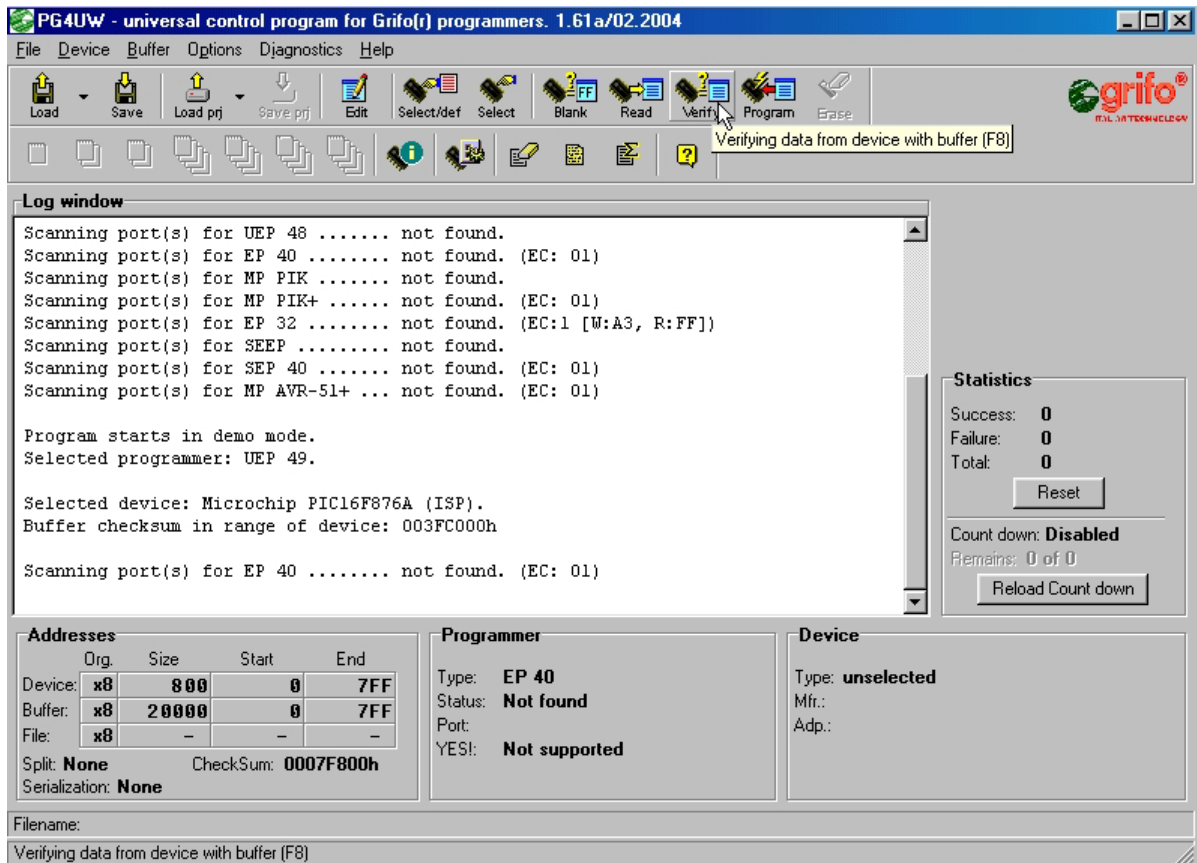 PG4UW - universal control program for Grifo(r) programmers. 1.61a/02.2004
File Device Buffer Options Diagnostics Help
Load Save Load prj Save prj Edit Select/def Select Blank Read Verify Program Erase
grifo®
ITALIAN TECHNOLOGY
Verifying data from device with buffer (F8)
Log window
Scanning port(s) for UEP 48 ....... not found.
Scanning port(s) for EP 40 ........ not found. (EC: 01)
Scanning port(s) for MP PIK ....... not found.
Scanning port(s) for MP PIK+ ...... not found. (EC: 01)
Scanning port(s) for EP 32 ........ not found. (EC:1 [W:A3, R:FF])
Scanning port(s) for SEEP ......... not found.
Scanning port(s) for SEP 40 ....... not found. (EC: 01)
Scanning port(s) for MP AVR-51+ ... not found. (EC: 01)
Program starts in demo mode.
Selected programmer: UEP 49.
Selected device: Microchip PIC16F876A (ISP).
Buffer checksum in range of device: 003FC000h
Scanning port(s) for EP 40 ........ not found. (EC: 01)
Statistics
Success: 0
Failure: 0
Total: 0
Reset
Count down: Disabled
Remains: 0 of 0
Reload Count down
Addresses
Org. Size Start End
Device: x8 800 0 7FF
Buffer: x8 20000 0 7FF
File: x8 - - -
Split: None CheckSum: 0007F800h
Serialization: None
Programmer
Type: EP 40
Status: Not found
Port:
YES!: Not supported
Device
Type: unselected
Mfr.:
Adp.:
Filename:
Verifying data from device with buffer (F8)